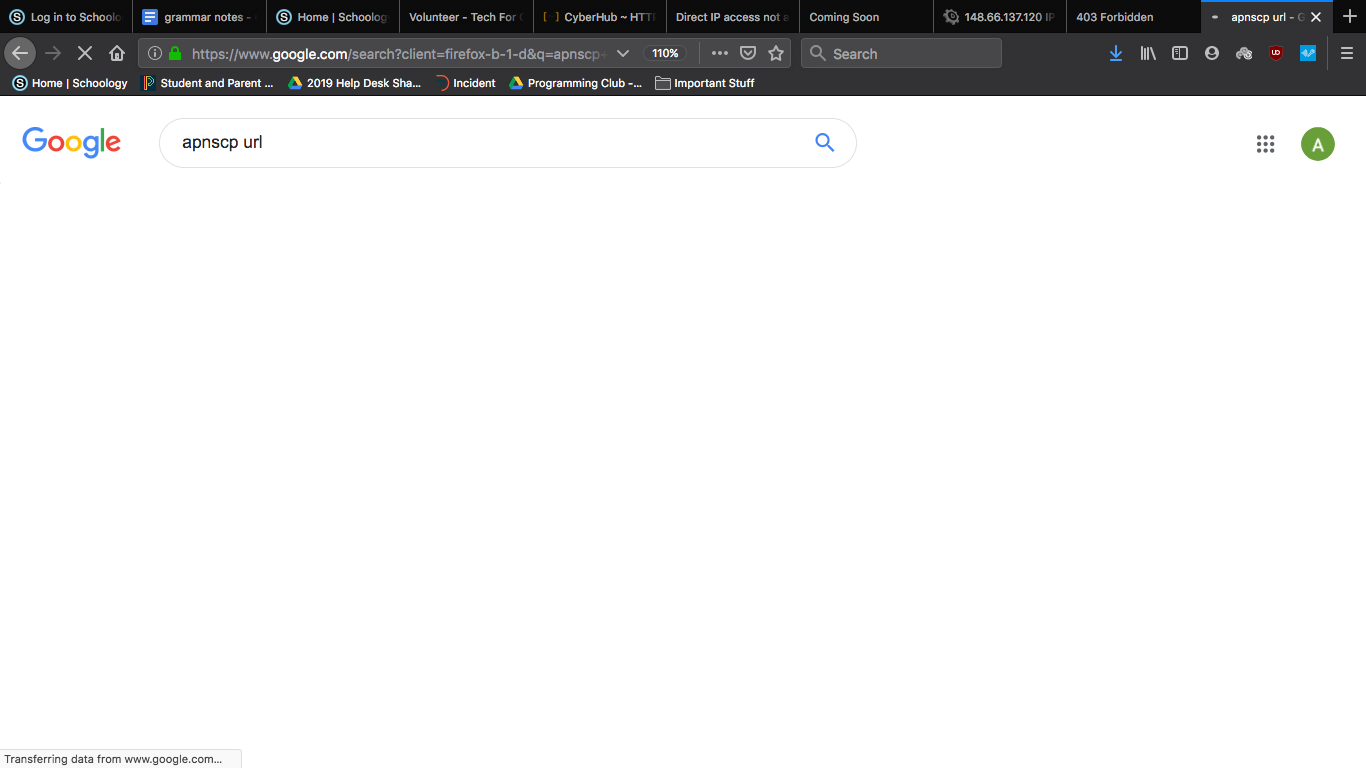 Log in to Schoolo
grammar notes -
Home | Schoolog
Volunteer - Tech For
[ ] CyberHub ~ HTT
Direct IP access not a
Coming Soon
148.66.137.120 IP
403 Forbidden
apnscp url - G
https://www.google.com/search?client=firefox-b-1-d&q=apnscp+
110%
Search
Home | Schoology
Student and Parent ...
2019 Help Desk Sha...
Incident
Programming Club -...
Important Stuff
Google
apnscp url
A
Transferring data from www.google.com...